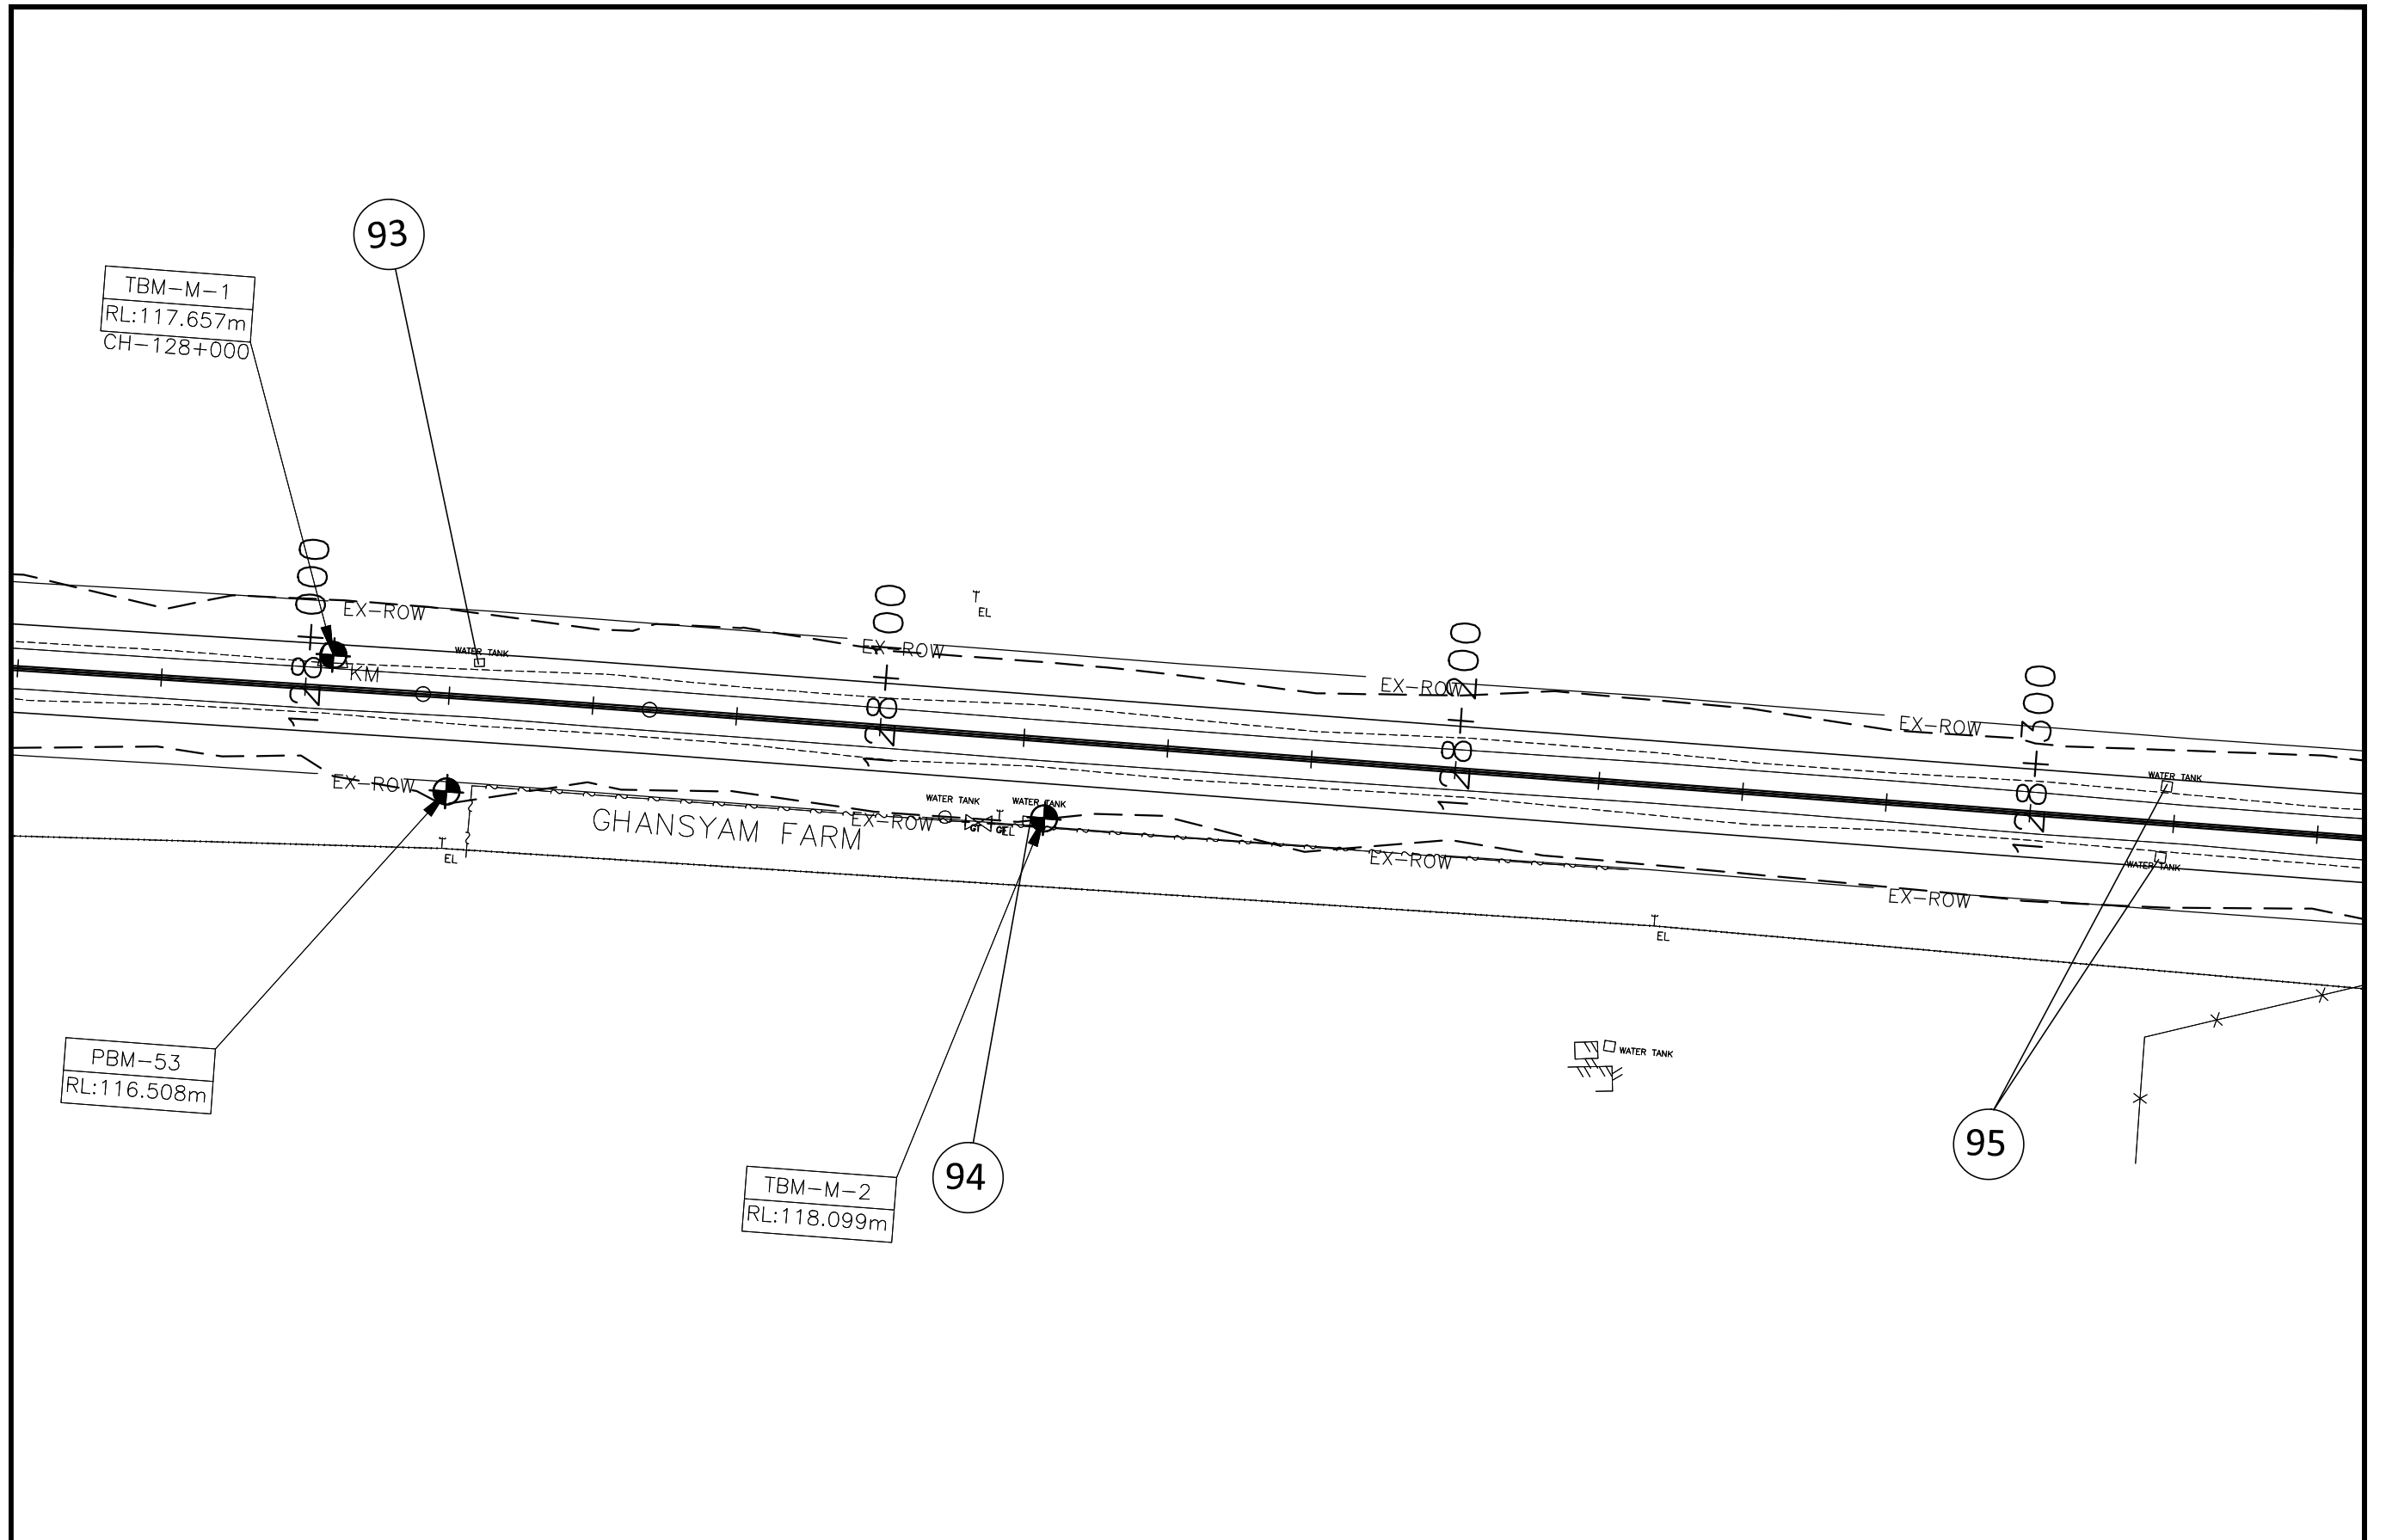 93
TBM-M-1
RL:117.657m
CH-128+000
128+000
128+100
128+200
128+300
EL
EX-ROW
EX-ROW
EX-ROW
EX-ROW
WATER TANK
KM
WATER TANK
EX-ROW
WATER TANK
WATER TANK
GHANSYAM FARM
EX-ROW
GT
GT
EL
EX-ROW
WATER TANK
EX-ROW
EL
EL
WATER TANK
PBM-53
RL:116.508m
94
95
TBM-M-2
RL:118.099m